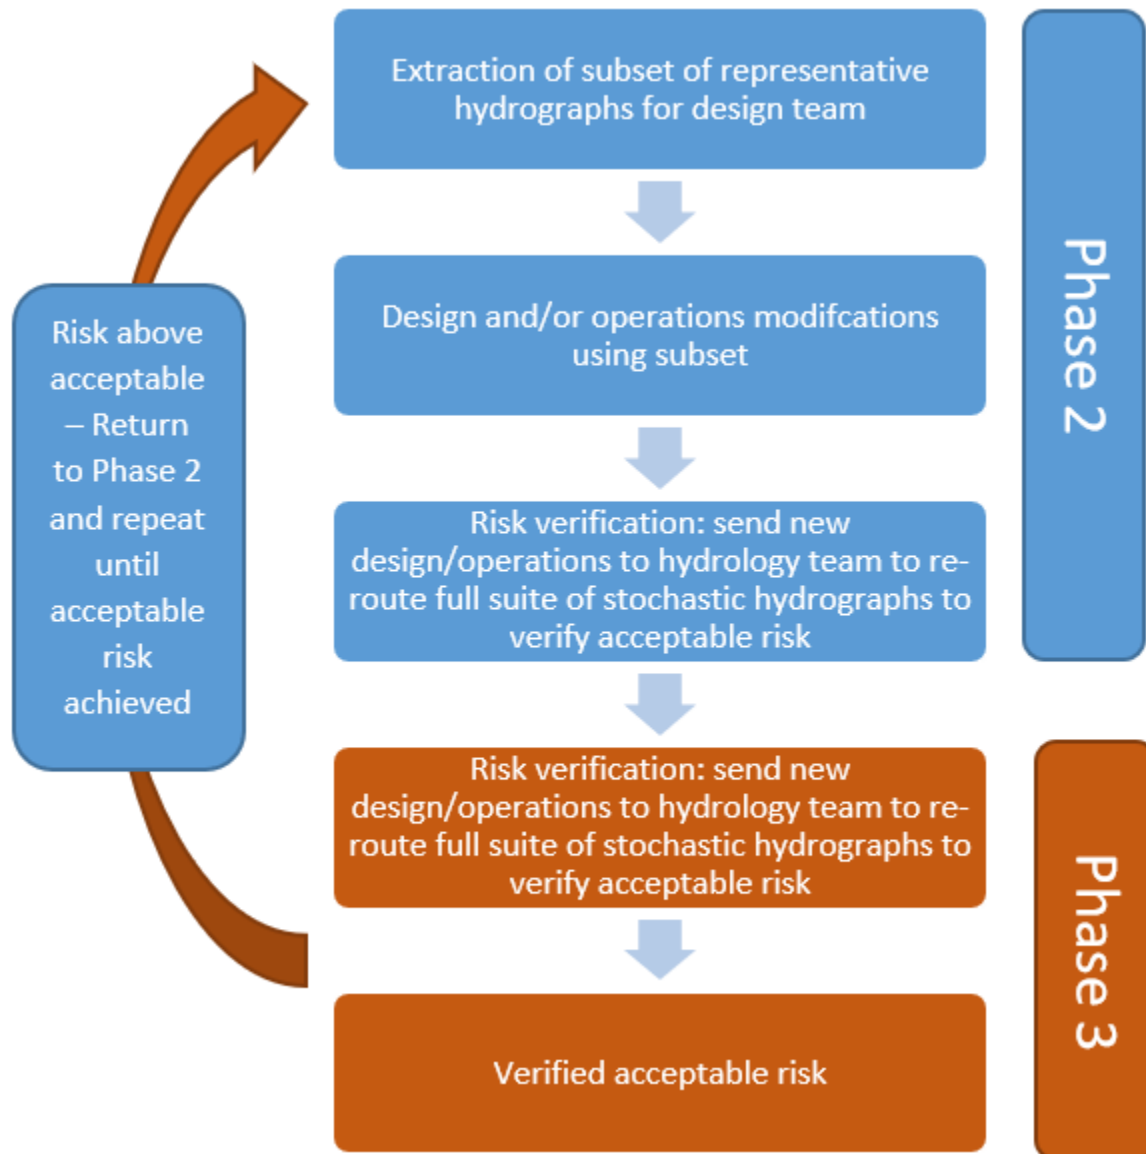 Extraction of subset of representative
hydrographs for design team
Design and/or operations modifcations
using subset
Risk verification: send new
design/operations to hydrology team to re-
route full suite of stochastic hydrographs to
verify acceptable risk
Phase 2
Risk above
acceptable
– Return
to Phase 2
and repeat
until
acceptable
risk
achieved
Risk verification: send new
design/operations to hydrology team to re-
route full suite of stochastic hydrographs to
verify acceptable risk
Verified acceptable risk
Phase 3